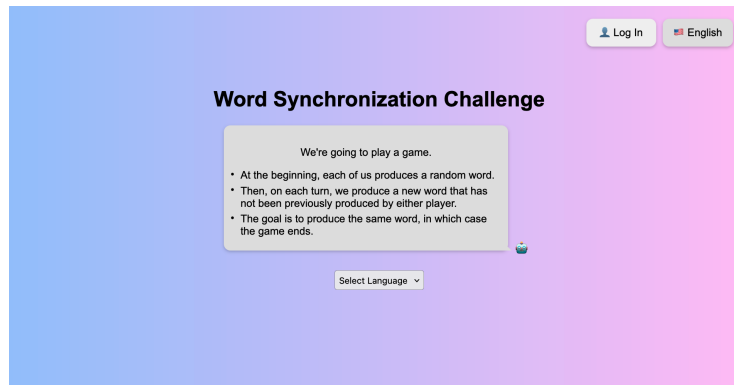 Log In
English
Word Synchronization Challenge
We're going to play a game.
• At the beginning, each of us produces a random word.
• Then, on each turn, we produce a new word that has
not been previously produced by either player.
• The goal is to produce the same word, in which case
the game ends.
Select Language